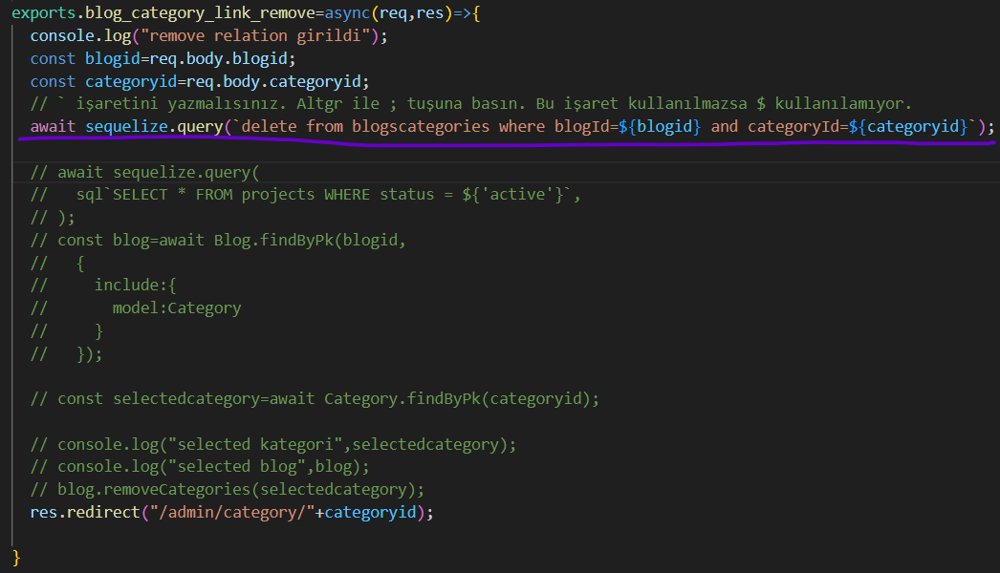 exports.blog_category_link_remove=async(req,res)=>{
console.log("remove relation girildi");
const blogid=req.body.blogid;
const categoryid=req.body.categoryid;
// ` işaretini yazmalısınız. Altgr ile ; tuşuna basın. Bu işaret kullanılmazsa $ kullanılamıyor.
await sequelize.query(`delete from blogscategories where blogId=${blogid} and categoryId=${categoryid}`);
// await sequelize.query(
//   sql`SELECT * FROM projects WHERE status = ${'active'}`,
// );
// const blog=await Blog.findByPk(blogid,
//   {
//     include:{
//       model:Category
//     }
//   });
// const selectedcategory=await Category.findByPk(categoryid);
// console.log("selected kategori",selectedcategory);
// console.log("selected blog",blog);
// blog.removeCategories(selectedcategory);
res.redirect("/admin/category/"+categoryid);
}